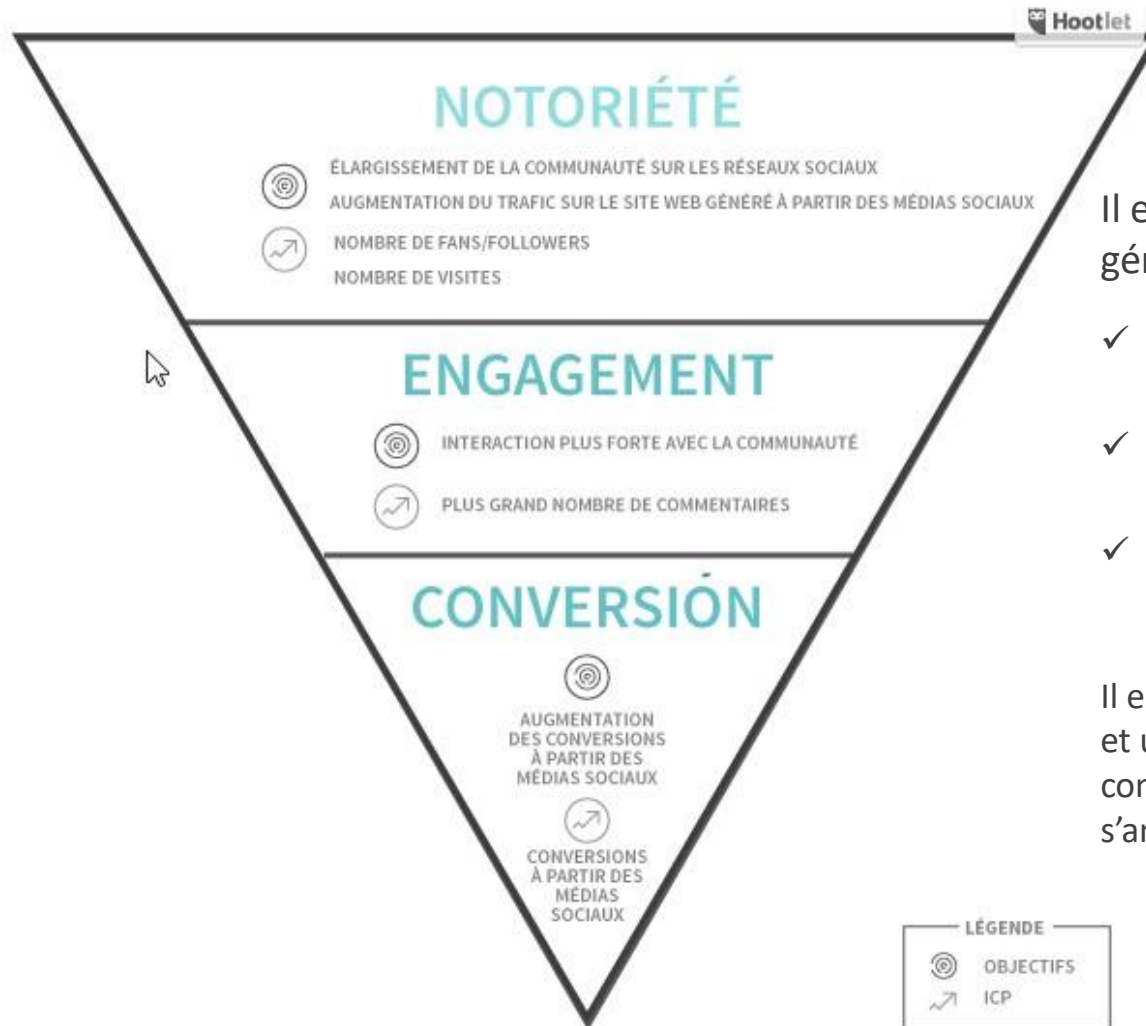 Hootlet
NOTORIÉTÉ
ÉLARGISSEMENT DE LA COMMUNAUTÉ SUR LES RÉSEAUX SOCIAUX
AUGMENTATION DU TRAFIC SUR LE SITE WEB GÉNÉRÉ À PARTIR DES MÉDIAS SOCIAUX
NOMBRE DE FANS/FOLLOWERS
NOMBRE DE VISITES
ENGAGEMENT
INTERACTION PLUS FORTE AVEC LA COMMUNAUTÉ
PLUS GRAND NOMBRE DE COMMENTAIRES
CONVERSIÓN
AUGMENTATION
DES CONVERSIONS
À PARTIR DES
MÉDIAS SOCIAUX
CONVERSIONS
À PARTIR DES
MÉDIAS
SOCIAUX
Il
✓
✓
✓
Il
et
LÉGENDE
OBJECTIFS
ICP